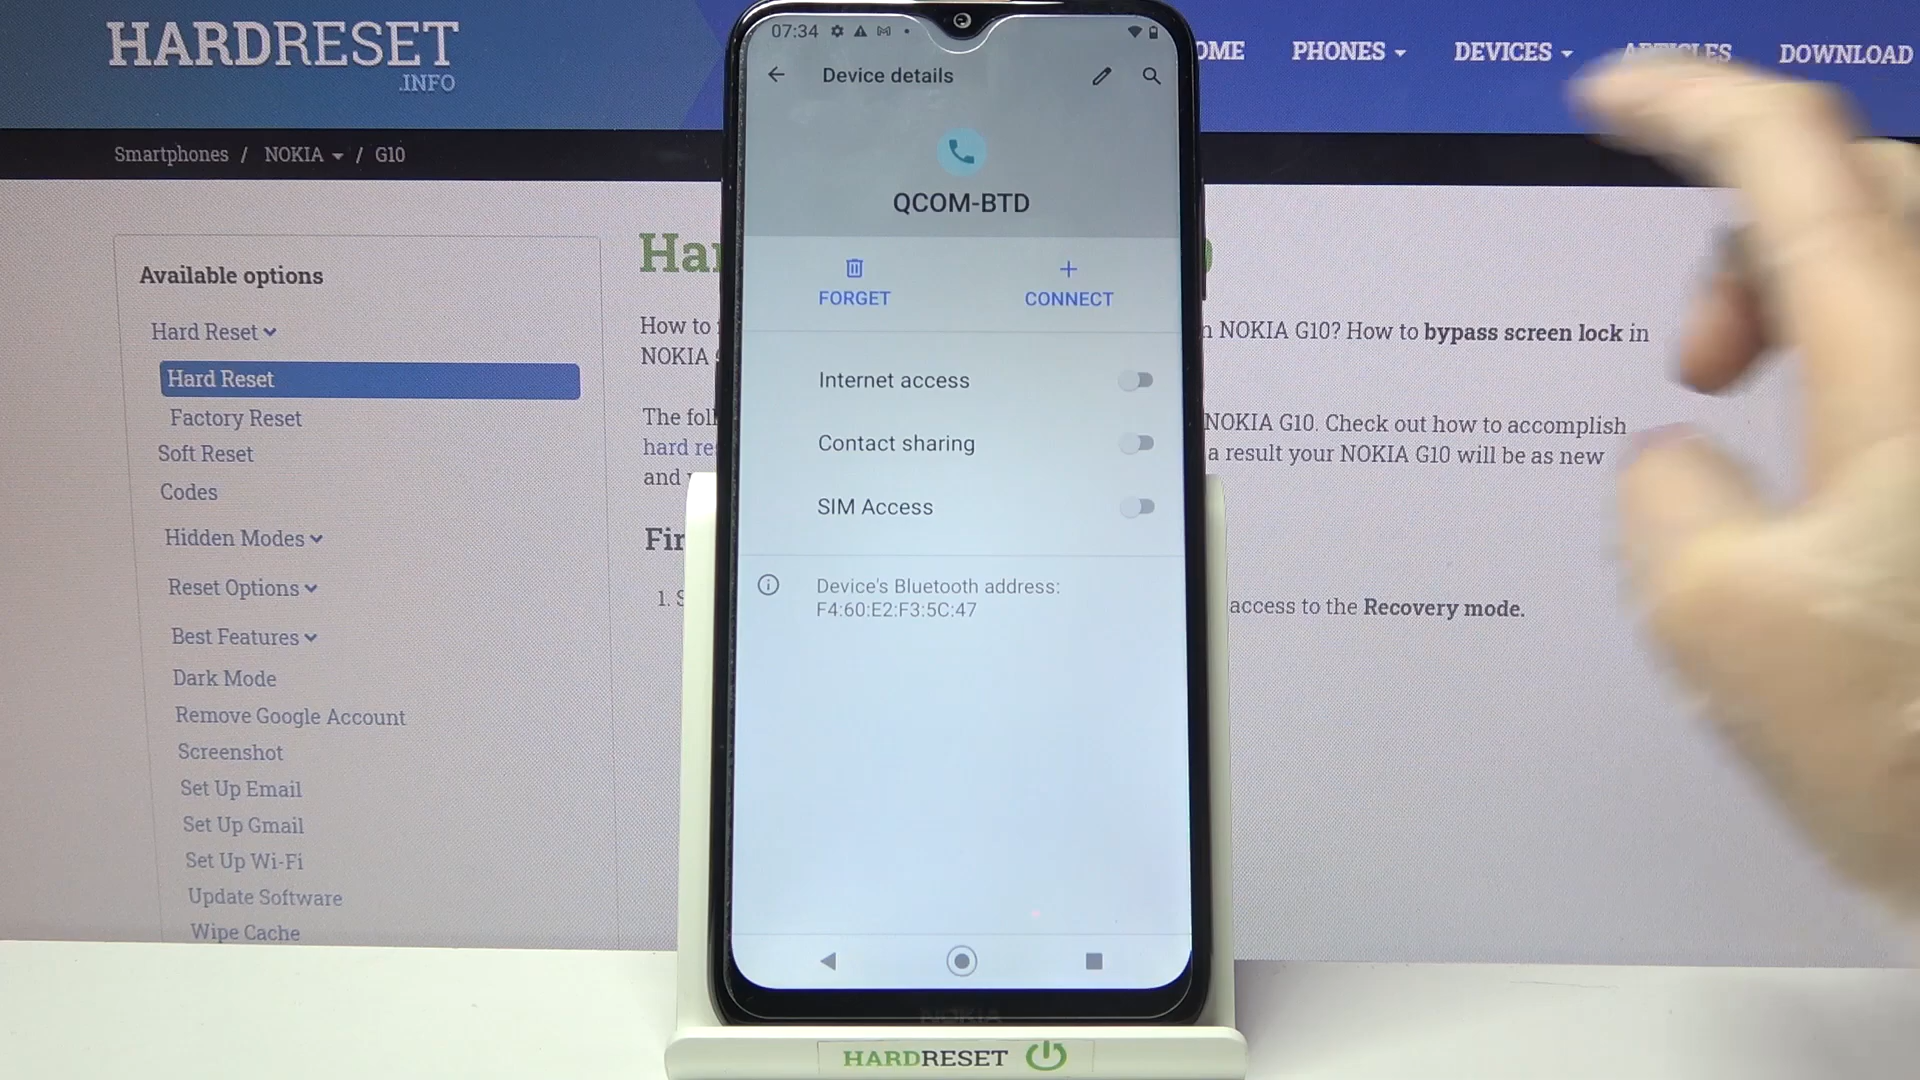 HARDRESET
.INFO
PHONES
DEVICES
ARTICLES
DOWNLOAD
Smartphones / NOKIA / G10
Available options
Hard Reset
Hard Reset
Factory Reset
Soft Reset
Codes
Hidden Modes
Reset Options
Best Features
Dark Mode
Remove Google Account
Screenshot
Set Up Email
Set Up Gmail
Set Up Wi-Fi
Update Software
Wipe Cache
How to
NOKIA G10? How to bypass screen lock in
NOKIA
The
NOKIA G10. Check out how to accomplish
hard
a result your NOKIA G10 will be as new
and
1.
access to the Recovery mode.
07:34
Device details
QCOM-BTD
FORGET
CONNECT
Internet access
Contact sharing
SIM Access
Device's Bluetooth address:
F4:60:E2:F3:5C:47
NOKIA
HARDRESET